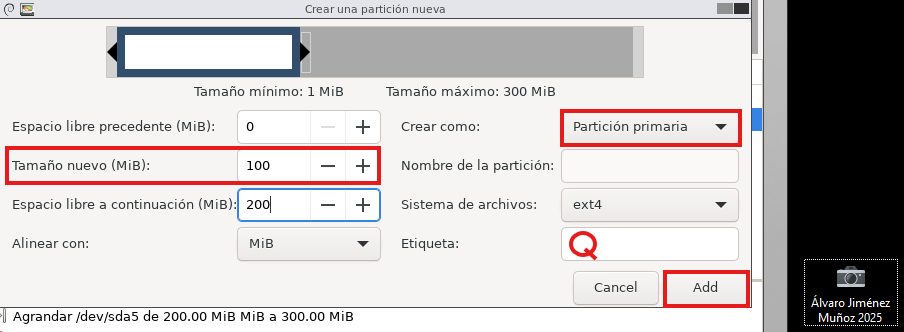 Crear una partición nueva
Tamaño mínimo: 1 MiB Tamaño máximo: 300 MiB
Espacio libre precedente (MiB): 0
Crear como: Partición primaria
Tamaño nuevo (MiB): 100
Nombre de la partición:
Espacio libre a continuación (MiB): 200
Sistema de archivos: ext4
Alinear con: MiB
Etiqueta:
Cancel Add
Agrandar /dev/sda5 de 200.00 MiB MiB a 300.00 MiB
Álvaro Jiménez
Muñoz 2025